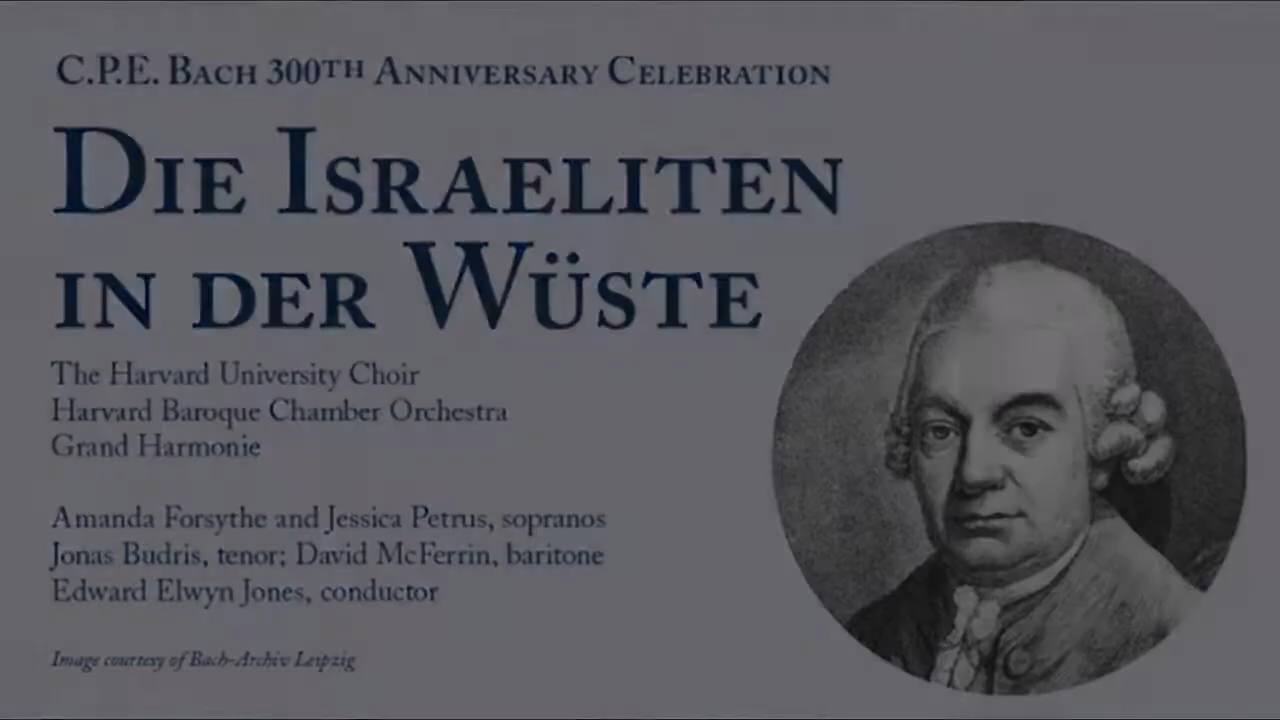 C.P.E. Bach 300th Anniversary Celebration
Die Israeliten
in der Wüste
The Harvard University Choir
Harvard Baroque Chamber Orchestra
Grand Harmonie
Amanda Forsythe and Jessica Petrus, sopranos
Jonas Budris, tenor; David McFerrin, baritone
Edward Elwyn Jones, conductor
Image courtesy of Bach-Archiv Leipzig